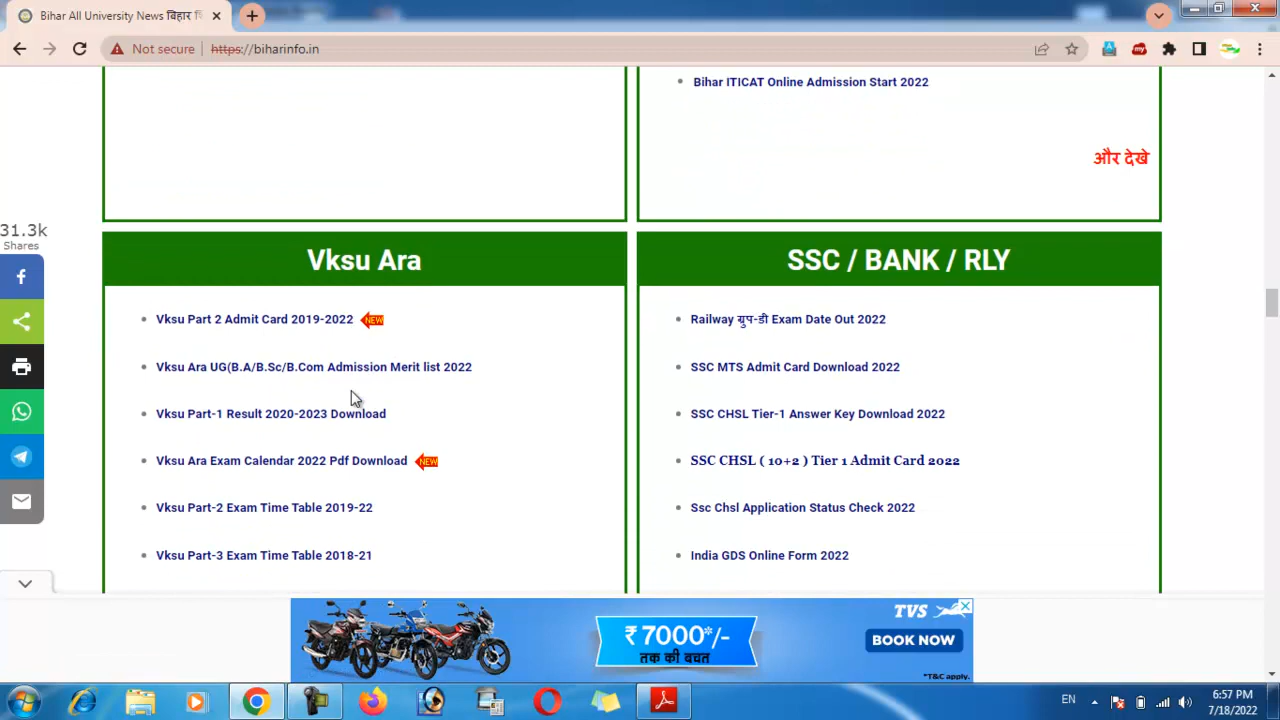 Bihar All University News बिहार
Not secure
https://biharinfo.in
Bihar ITICAT Online Admission Start 2022
और देखे
31.3k
Shares
Vksu Ara
Vksu Part 2 Admit Card 2019-2022 NEW
Vksu Ara UG(B.A/B.Sc/B.Com Admission Merit list 2022
Vksu Part-1 Result 2020-2023 Download
Vksu Ara Exam Calendar 2022 Pdf Download NEW
Vksu Part-2 Exam Time Table 2019-22
Vksu Part-3 Exam Time Table 2018-21
SSC / BANK / RLY
Railway ग्रुप-डी Exam Date Out 2022
SSC MTS Admit Card Download 2022
SSC CHSL Tier-1 Answer Key Download 2022
SSC CHSL ( 10+2 ) Tier 1 Admit Card 2022
Ssc Chsl Application Status Check 2022
India GDS Online Form 2022
₹ 7000*/-
तक की बचत
TVS
BOOK NOW
*T&C apply.
EN
6:57 PM
7/18/2022